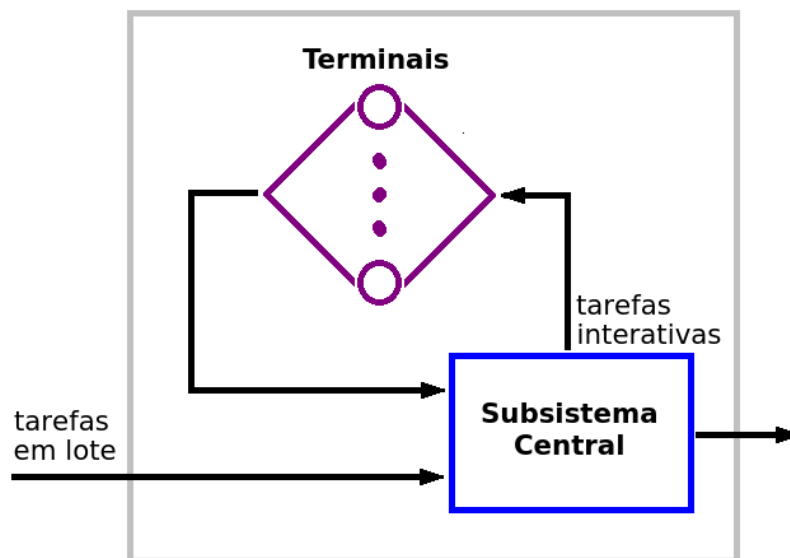 Terminais
tarefas
interativas
Subsistema
Central
tarefas
em lote